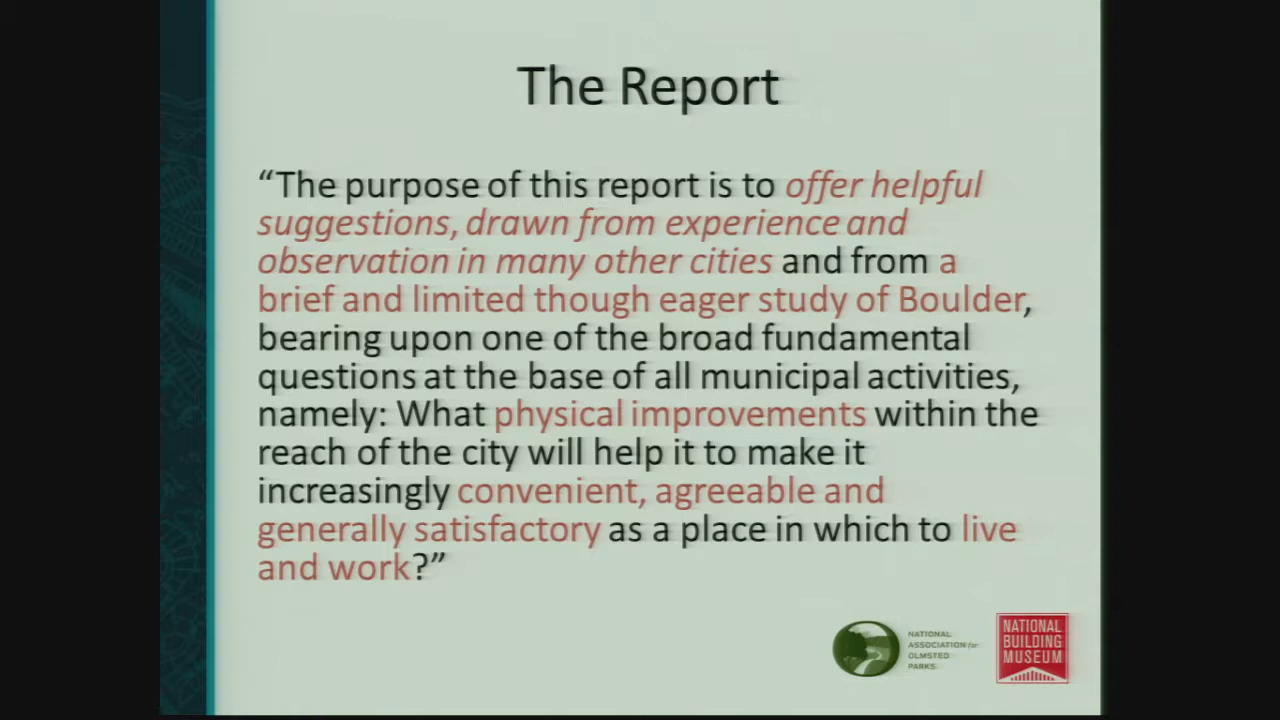 The Report
“The purpose of this report is to offer helpful
suggestions, drawn from experience and
observation in many other cities and from a
brief and limited though eager study of Boulder,
bearing upon one of the broad fundamental
questions at the base of all municipal activities,
namely: What physical improvements within the
reach of the city will help it to make it
increasingly convenient, agreeable and
generally satisfactory as a place in which to live
and work?”
NATIONAL
ASSOCIATION for
OLMSTED
PARKS
NATIONAL
BUILDING
MUSEUM